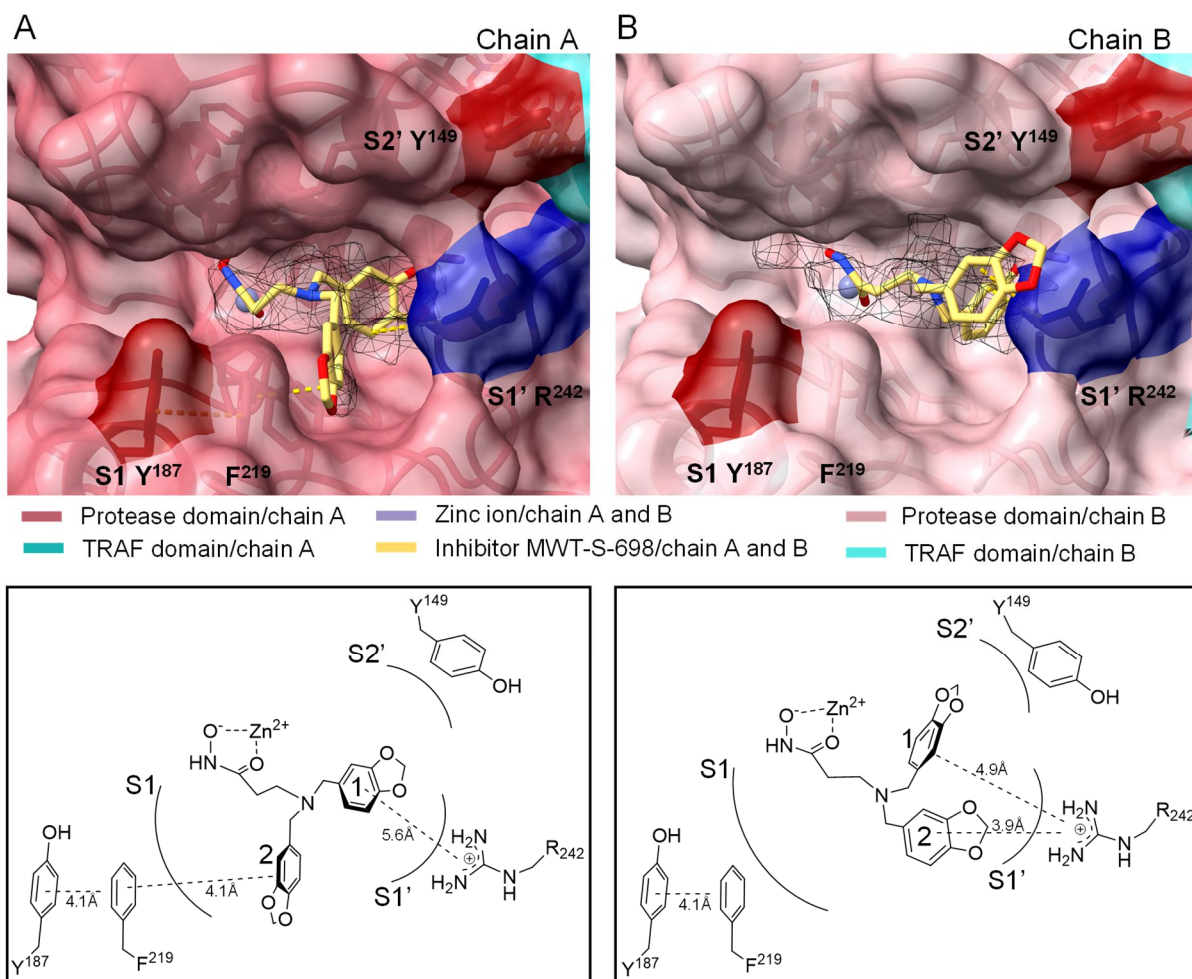 A
Chain A
S2' Y149
S1' R242
S1 Y187
F219
B
Chain B
S2' Y149
S1' R242
S1 Y187
F219
Protease domain/chain A
Zinc ion/chain A and B
Protease domain/chain B
TRAF domain/chain A
Inhibitor MWT-S-698/chain A and B
TRAF domain/chain B
Y149
S2'
OH
O- Zn2+
HN
O
S1
N
1
O
O
5.6Å
OH
2
4.1Å
4.1Å
O
O
H2N
⊕
H2N
N
H
R242
S1'
Y187
F219
Y149
S2'
OH
O- Zn2+
HN
O
O
O
1
S1
4.9Å
N
2
3.9Å
O
O
OH
H2N
⊕
H2N
N
H
R242
S1'
4.1Å
Y187
F219